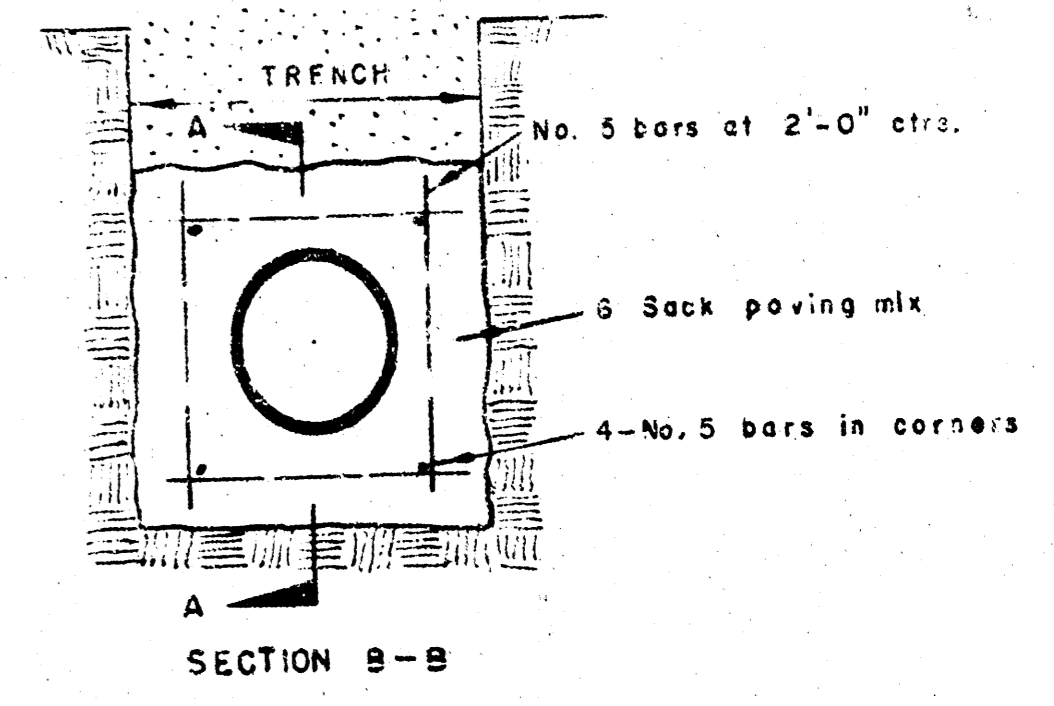 TRENCH
A
No. 5 bars at 2'-0" ctrs.
6 Sack paving mix
4-No. 5 bars in corners
A
SECTION B-B